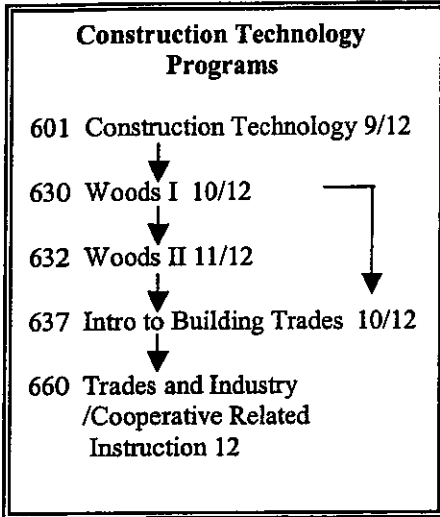 Construction Technology
Programs
601 Construction Technology 9/12
630 Woods I 10/12
632 Woods II 11/12
637 Intro to Building Trades 10/12
660 Trades and Industry
/Cooperative Related
Instruction 12